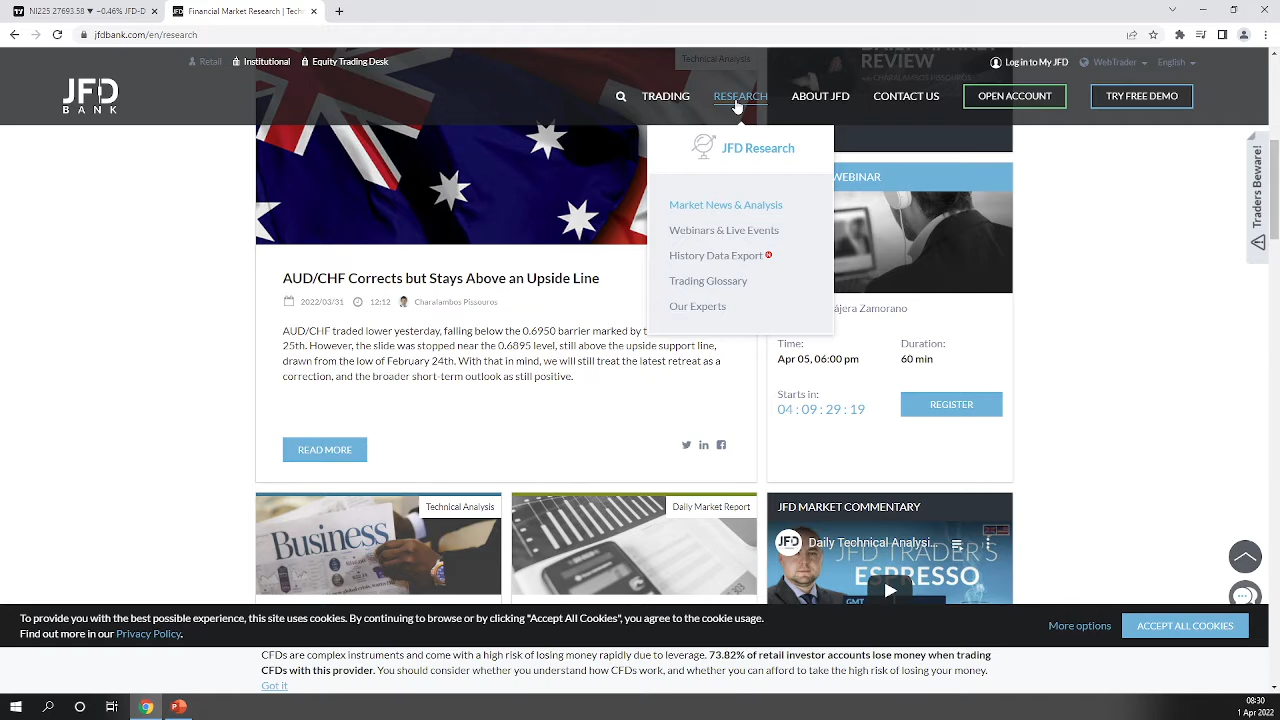 NI225 27693.58 ▼ −0.46% JFD-D
Financial Market Research | Tech
jfdbank.com/en/research
Retail
Institutional
Equity Trading Desk
Technical Analysis
DAILY MARKET
REVIEW
WITH CHARALAMBOS PISSOUROS
Log in to My JFD
WebTrader
English
JFD
BANK
TRADING
RESEARCH
ABOUT JFD
CONTACT US
OPEN ACCOUNT
TRY FREE DEMO
JFD Research
Market News & Analysis
Webinars & Live Events
History Data Export N
Trading Glossary
Our Experts
Traders Beware!
WEBINAR
AUD/CHF Corrects but Stays Above an Upside Line
2022/03/31
12:12
Charalambos Pissouros
AUD/CHF traded lower yesterday, falling below the 0.6950 barrier marked by t
25th. However, the slide was stopped near the 0.6895 level, still above the upside support line,
drawn from the low of February 24th. With that in mind, we will still treat the latest retreat as a
correction, and the broader short-term outlook as still positive.
READ MORE
ájera Zamorano
Time:
Duration:
Apr 05, 06:00 pm
60 min
Starts in:
04 : 09 : 29 : 19
REGISTER
Technical Analysis
Business
Daily Market Report
JFD MARKET COMMENTARY
JFD
Daily Technical Analysi...
JFD TRADER'S
ESPRESSO
GMT
To provide you with the best possible experience, this site uses cookies. By continuing to browse or by clicking "Accept All Cookies", you agree to the cookie usage.
Find out more in our Privacy Policy.
More options
ACCEPT ALL COOKIES
CFDs are complex instruments and come with a high risk of losing money rapidly due to leverage. 73.82% of retail investor accounts lose money when trading
CFDs with this provider. You should consider whether you understand how CFDs work and whether you can afford to take the high risk of losing your money.
Got it
08:30
1 Apr 2022